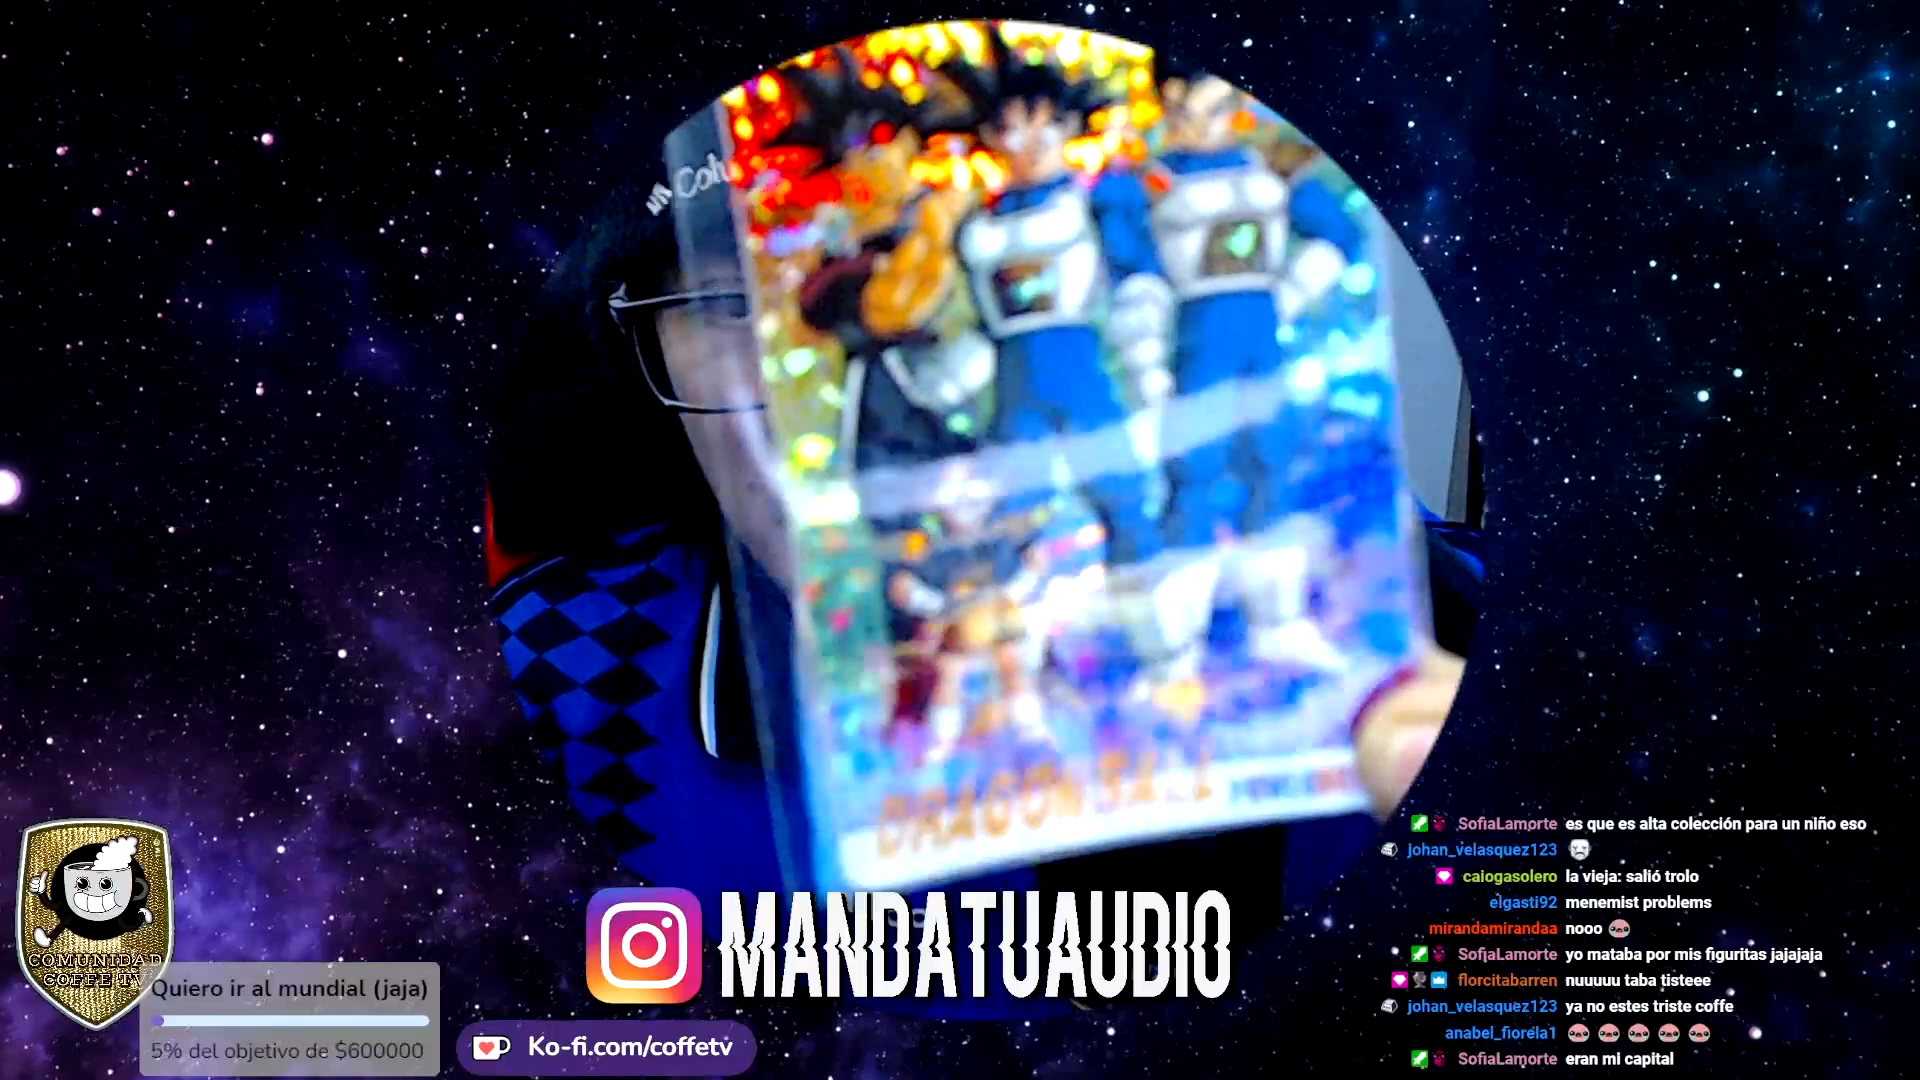 DRAGON BALL
MANDATUAUDIO
COMUNIDAD
COFFE TV
Quiero ir al mundial (jaja)
5% del objetivo de $600000
Ko-fi.com/coffetv
SofiaLamorte es que es alta colección para un niño eso
johan_velasquez123
caiogasolero la vieja: salió trolo
elgasti92 menemist problems
mirandamirandaa nooo
SofiaLamorte yo mataba por mis figuritas jajajaja
florcitabarren nuuuuu taba tisteee
johan_velasquez123 ya no estes triste coffe
anabel_fiorela1
SofiaLamorte eran mi capital